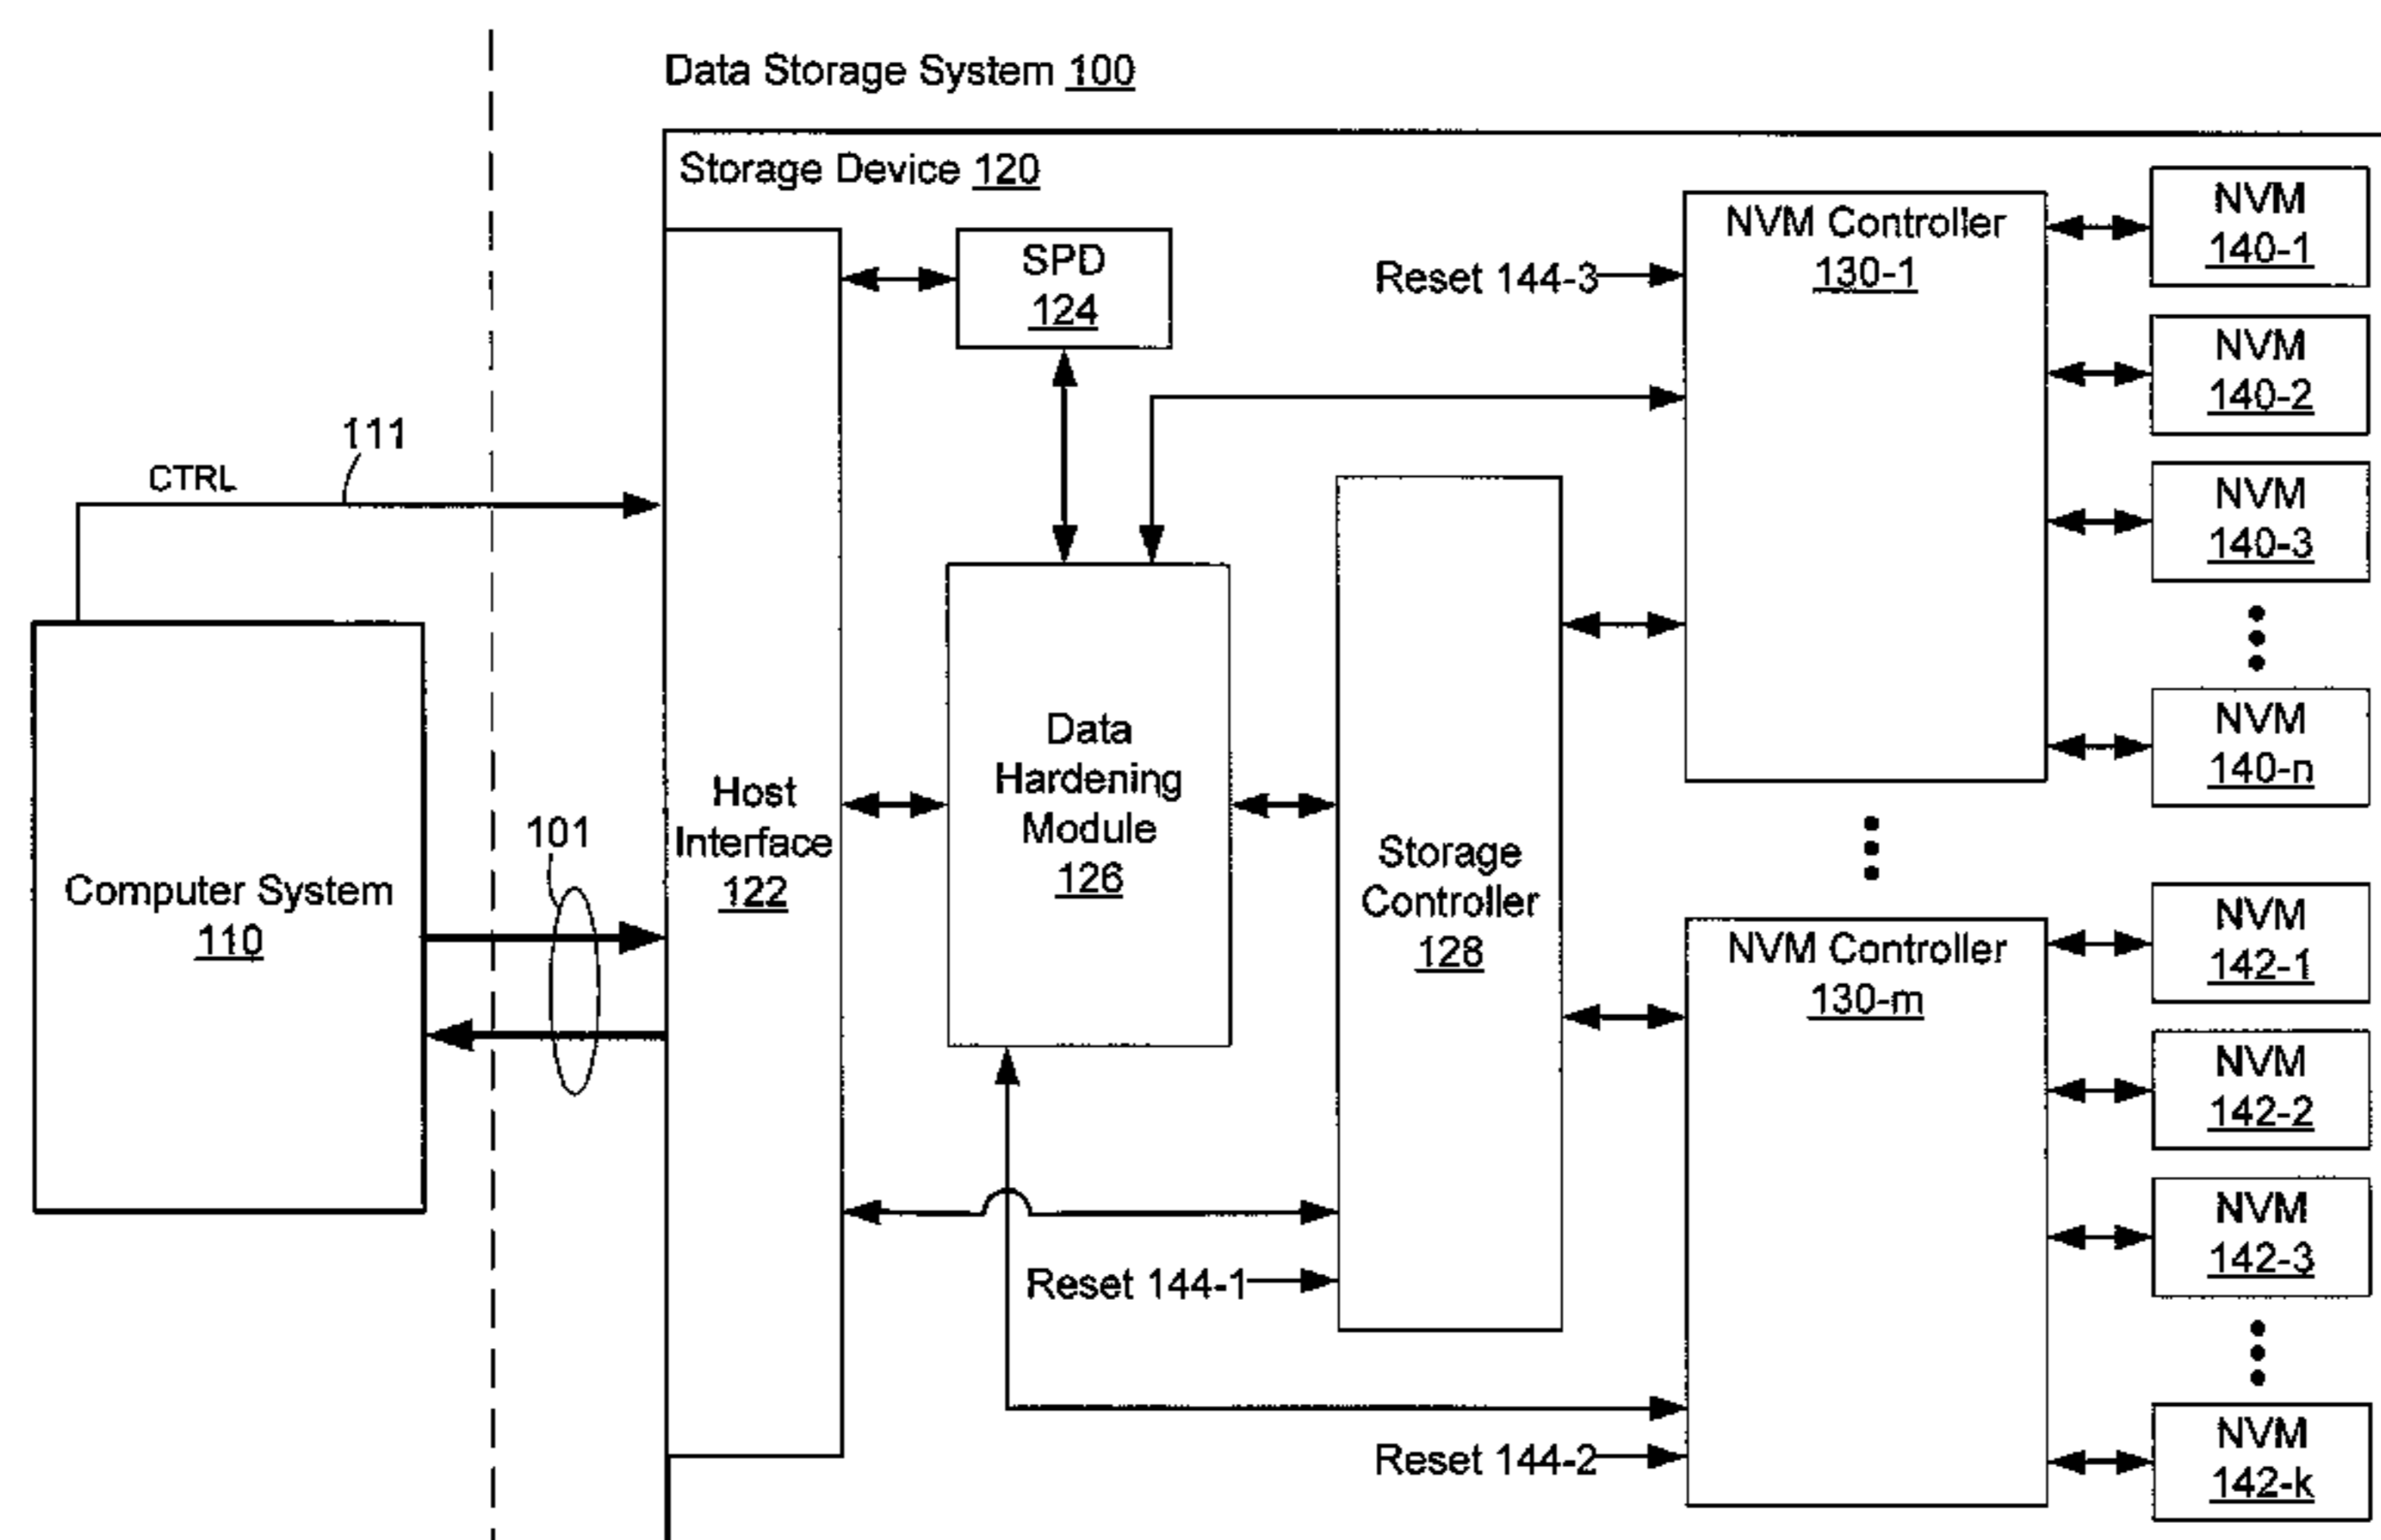 Data Storage System 100
Storage Device 120
111
CTRL
Computer System
110
101
Host
Interface
122
SPD
124
Data
Hardening
Module
126
Storage
Controller
128
Reset 144-3
Reset 144-1
Reset 144-2
NVM Controller
130-1
NVM Controller
130-m
NVM
140-1
NVM
140-2
NVM
140-3
NVM
140-n
NVM
142-1
NVM
142-2
NVM
142-3
NVM
142-k